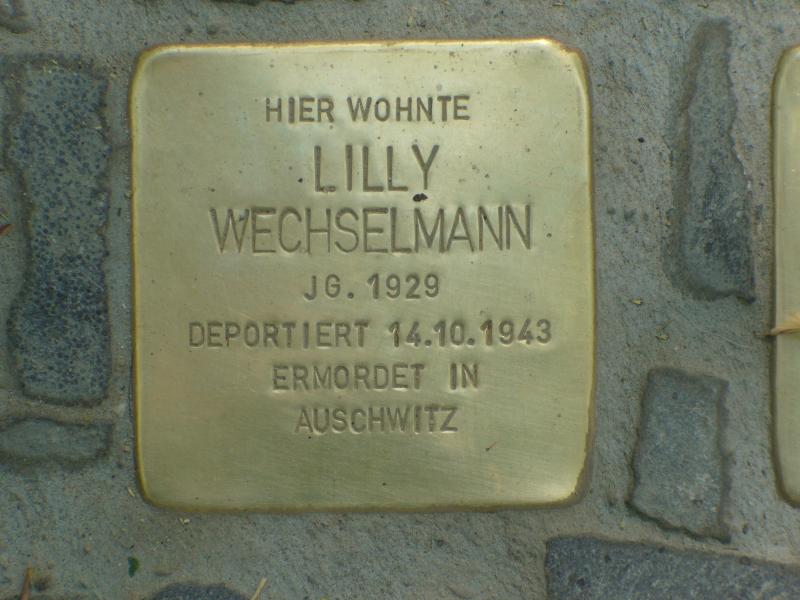 HIER WOHNTE
LILLY
WECHSELMANN
JG. 1929
DEPORTIERT 14.10.1943
ERMORDET IN
AUSCHWITZ